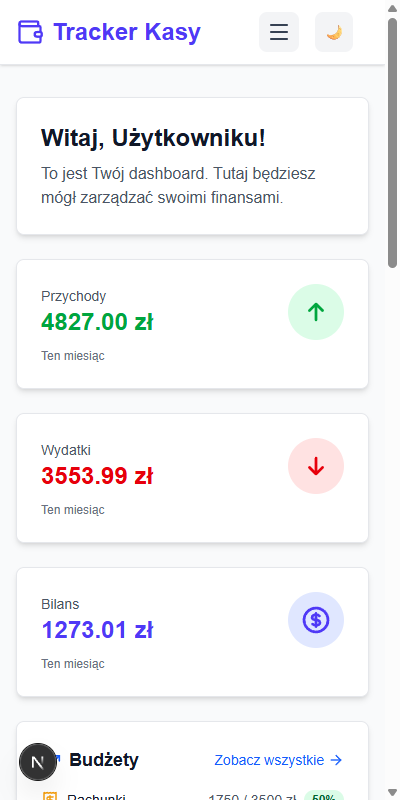 Tracker Kasy
Witaj, Użytkowniku!
To jest Twój dashboard. Tutaj będziesz
mógł zarządzać swoimi finansami.
Przychody
4827.00 zł
Ten miesiąc
Wydatki
3553.99 zł
Ten miesiąc
Bilans
1273.01 zł
Ten miesiąc
N
Budżety
Zobacz wszystkie
Rachunki
1750 / 3500 zł
50%